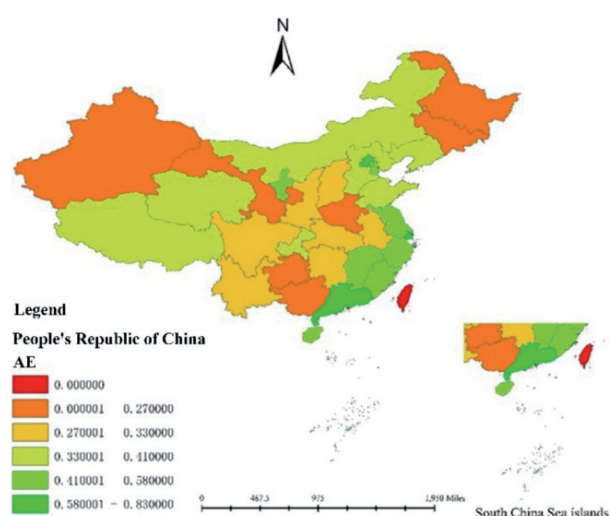 N
Legend
People's Republic of China
AE
0.000000
0.000001 0.270000
0.270001 0.330000
0.330001 0.410000
0.410001 0.580000
0.580001 - 0.830000
0 467.5 975 1,950 Miles
South China Sea islands